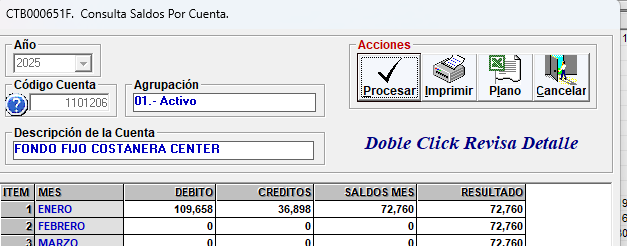 CTB000651F. Consulta Saldos Por Cuenta.
Año
2025
Código Cuenta
1101206
Agrupación
01.- Activo
Descripción de la Cuenta
FONDO FIJO COSTANERA CENTER
Acciones
Procesar Imprimir Plano Cancelar
Doble Click Revisa Detalle
ITEM MES DEBITO CREDITOS SALDOS MES RESULTADO
1 ENERO 109,658 36,898 72,760 72,760
2 FEBRERO 0 0 0 72,760
3 MARZO 0 0 0 72,760